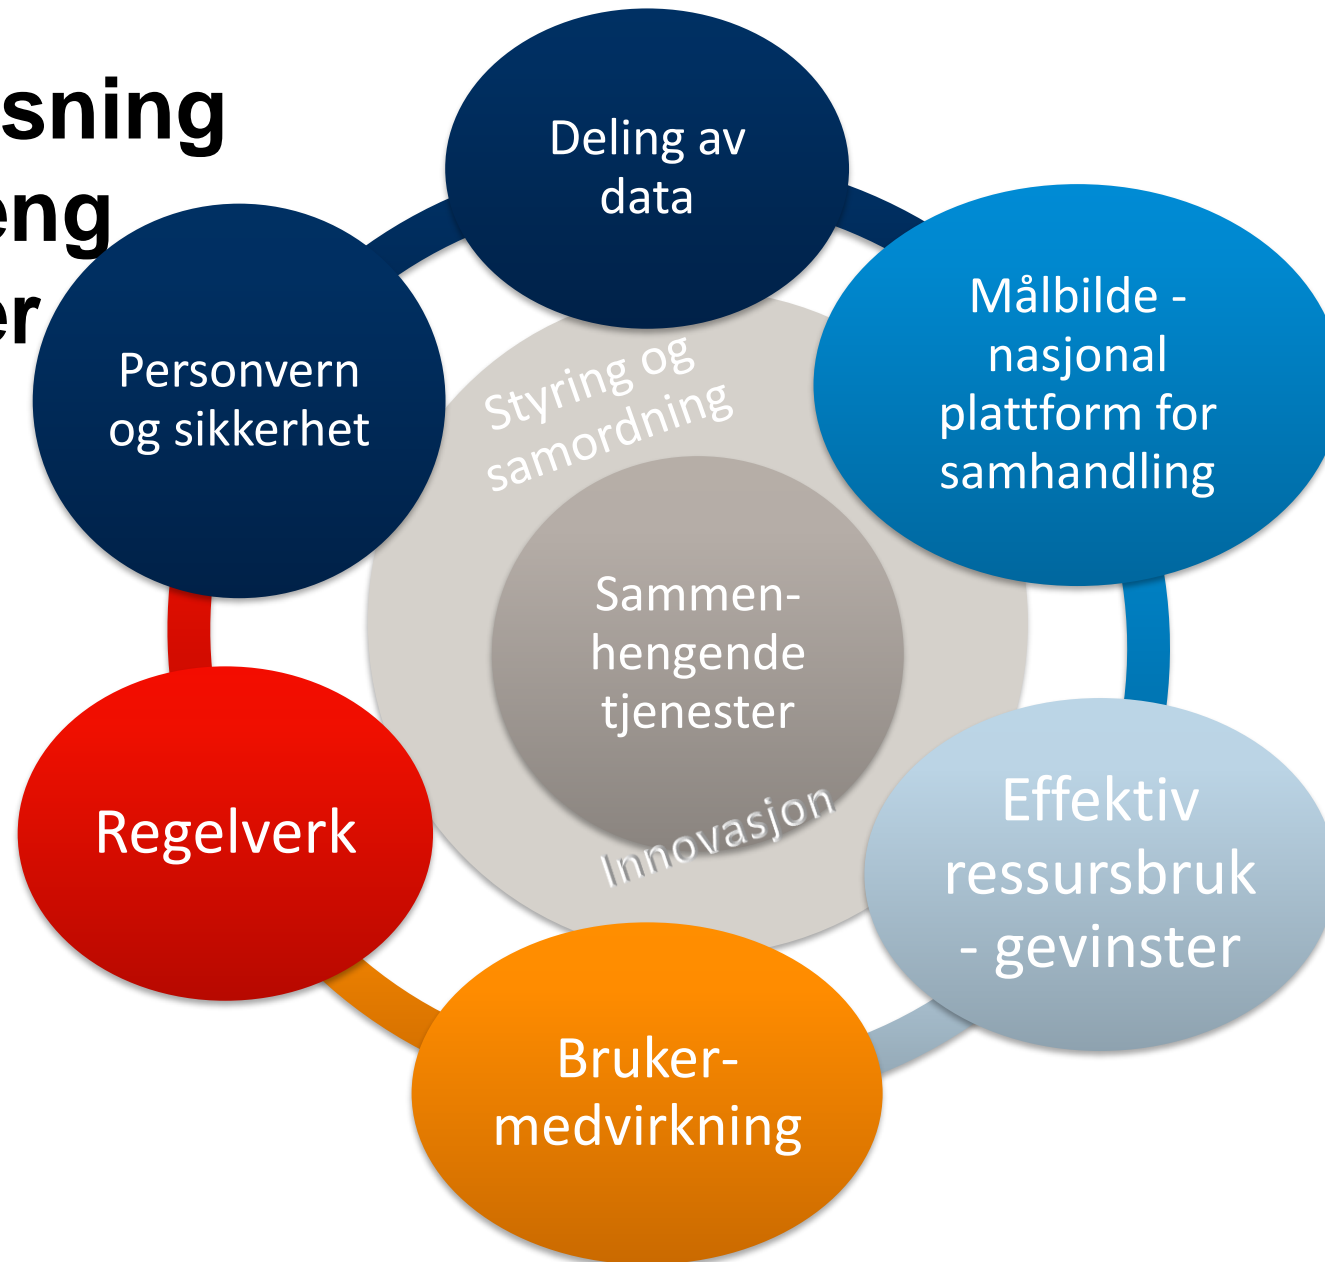 sning
eng
er
Deling av
data
Målbilde -
nasjonal
plattform for
samhandling
Effektiv
ressursbruk
- gevinster
Bruker-
medvirkning
Regelverk
Personvern
og sikkerhet
Styring og
samordning
Sammen-
hengende
tjenester
Innovasjon